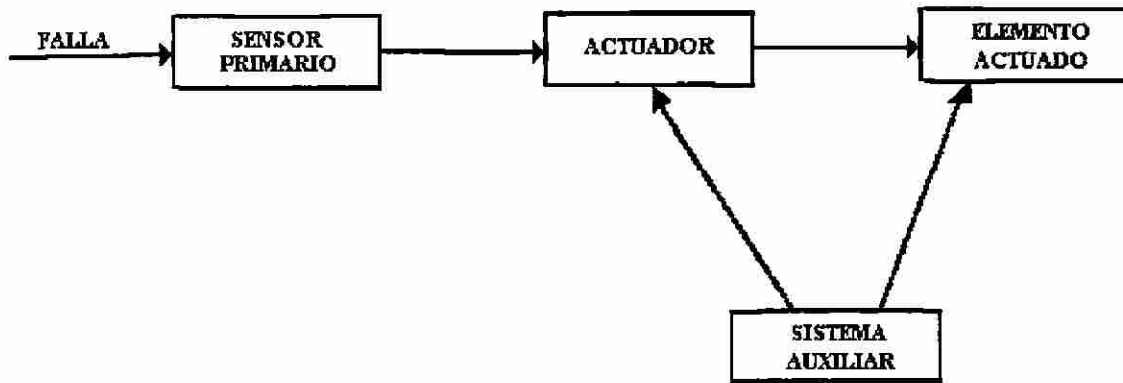 FALLA
SENSOR
PRIMARIO
ACTUADOR
ELEMENTO
ACTUADO
SISTEMA
AUXILIAR